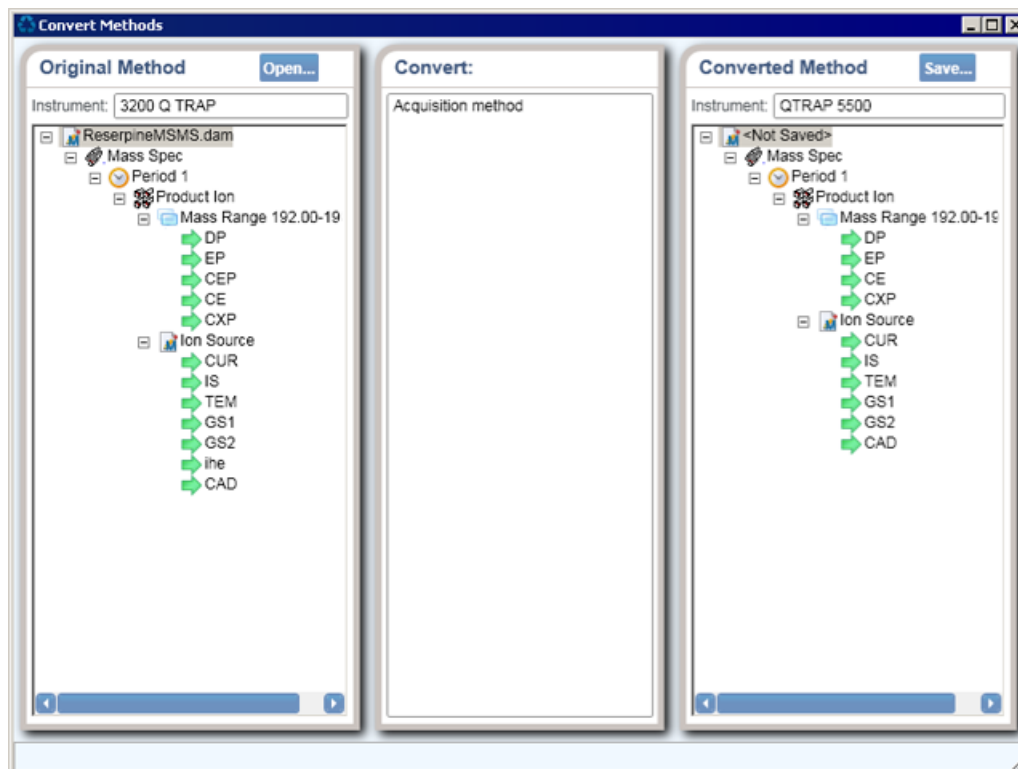 Convert Methods
Original Method
Open...
Instrument: 3200 Q TRAP
ReserpineMSMS.dam
Mass Spec
Period 1
Product Ion
Mass Range 192.00-19
DP
EP
CEP
CE
CXP
Ion Source
CUR
IS
TEM
GS1
GS2
ihe
CAD
Convert:
Acquisition method
Converted Method
Save...
Instrument: QTRAP 5500
<Not Saved>
Mass Spec
Period 1
Product Ion
Mass Range 192.00-19
DP
EP
CE
CXP
Ion Source
CUR
IS
TEM
GS1
GS2
CAD